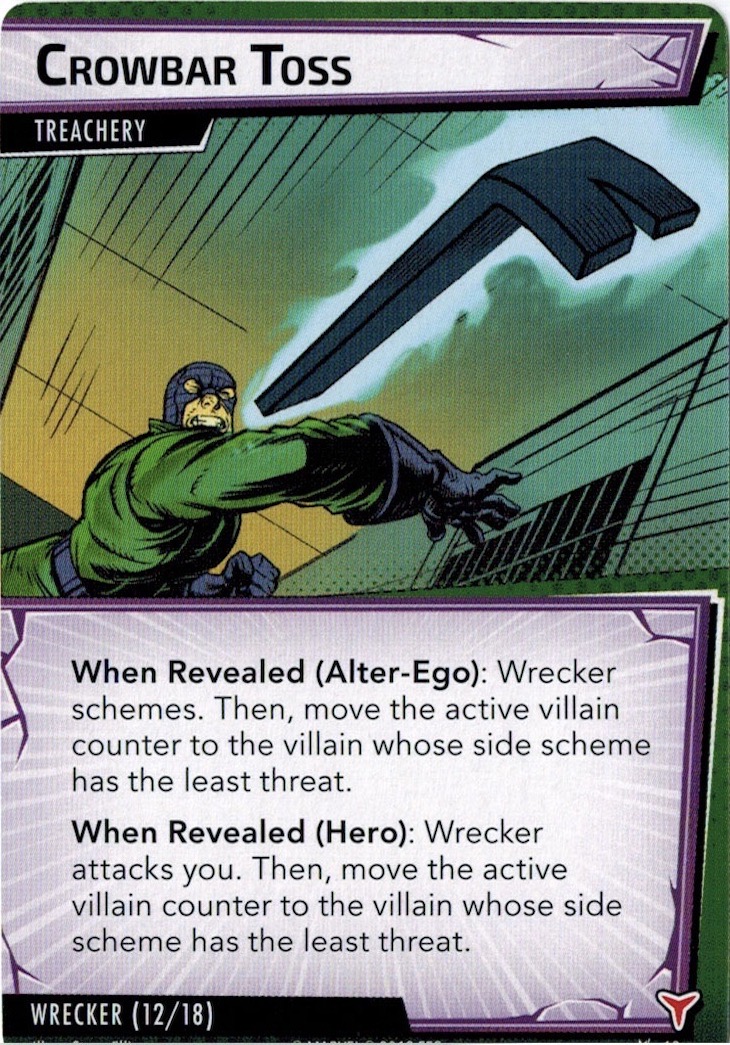 CROWBAR TOSS
TREACHERY
When Revealed (Alter-Ego): Wrecker
schemes. Then, move the active villain
counter to the villain whose side scheme
has the least threat.
When Revealed (Hero): Wrecker
attacks you. Then, move the active
villain counter to the villain whose side
scheme has the least threat.
WRECKER (12/18)